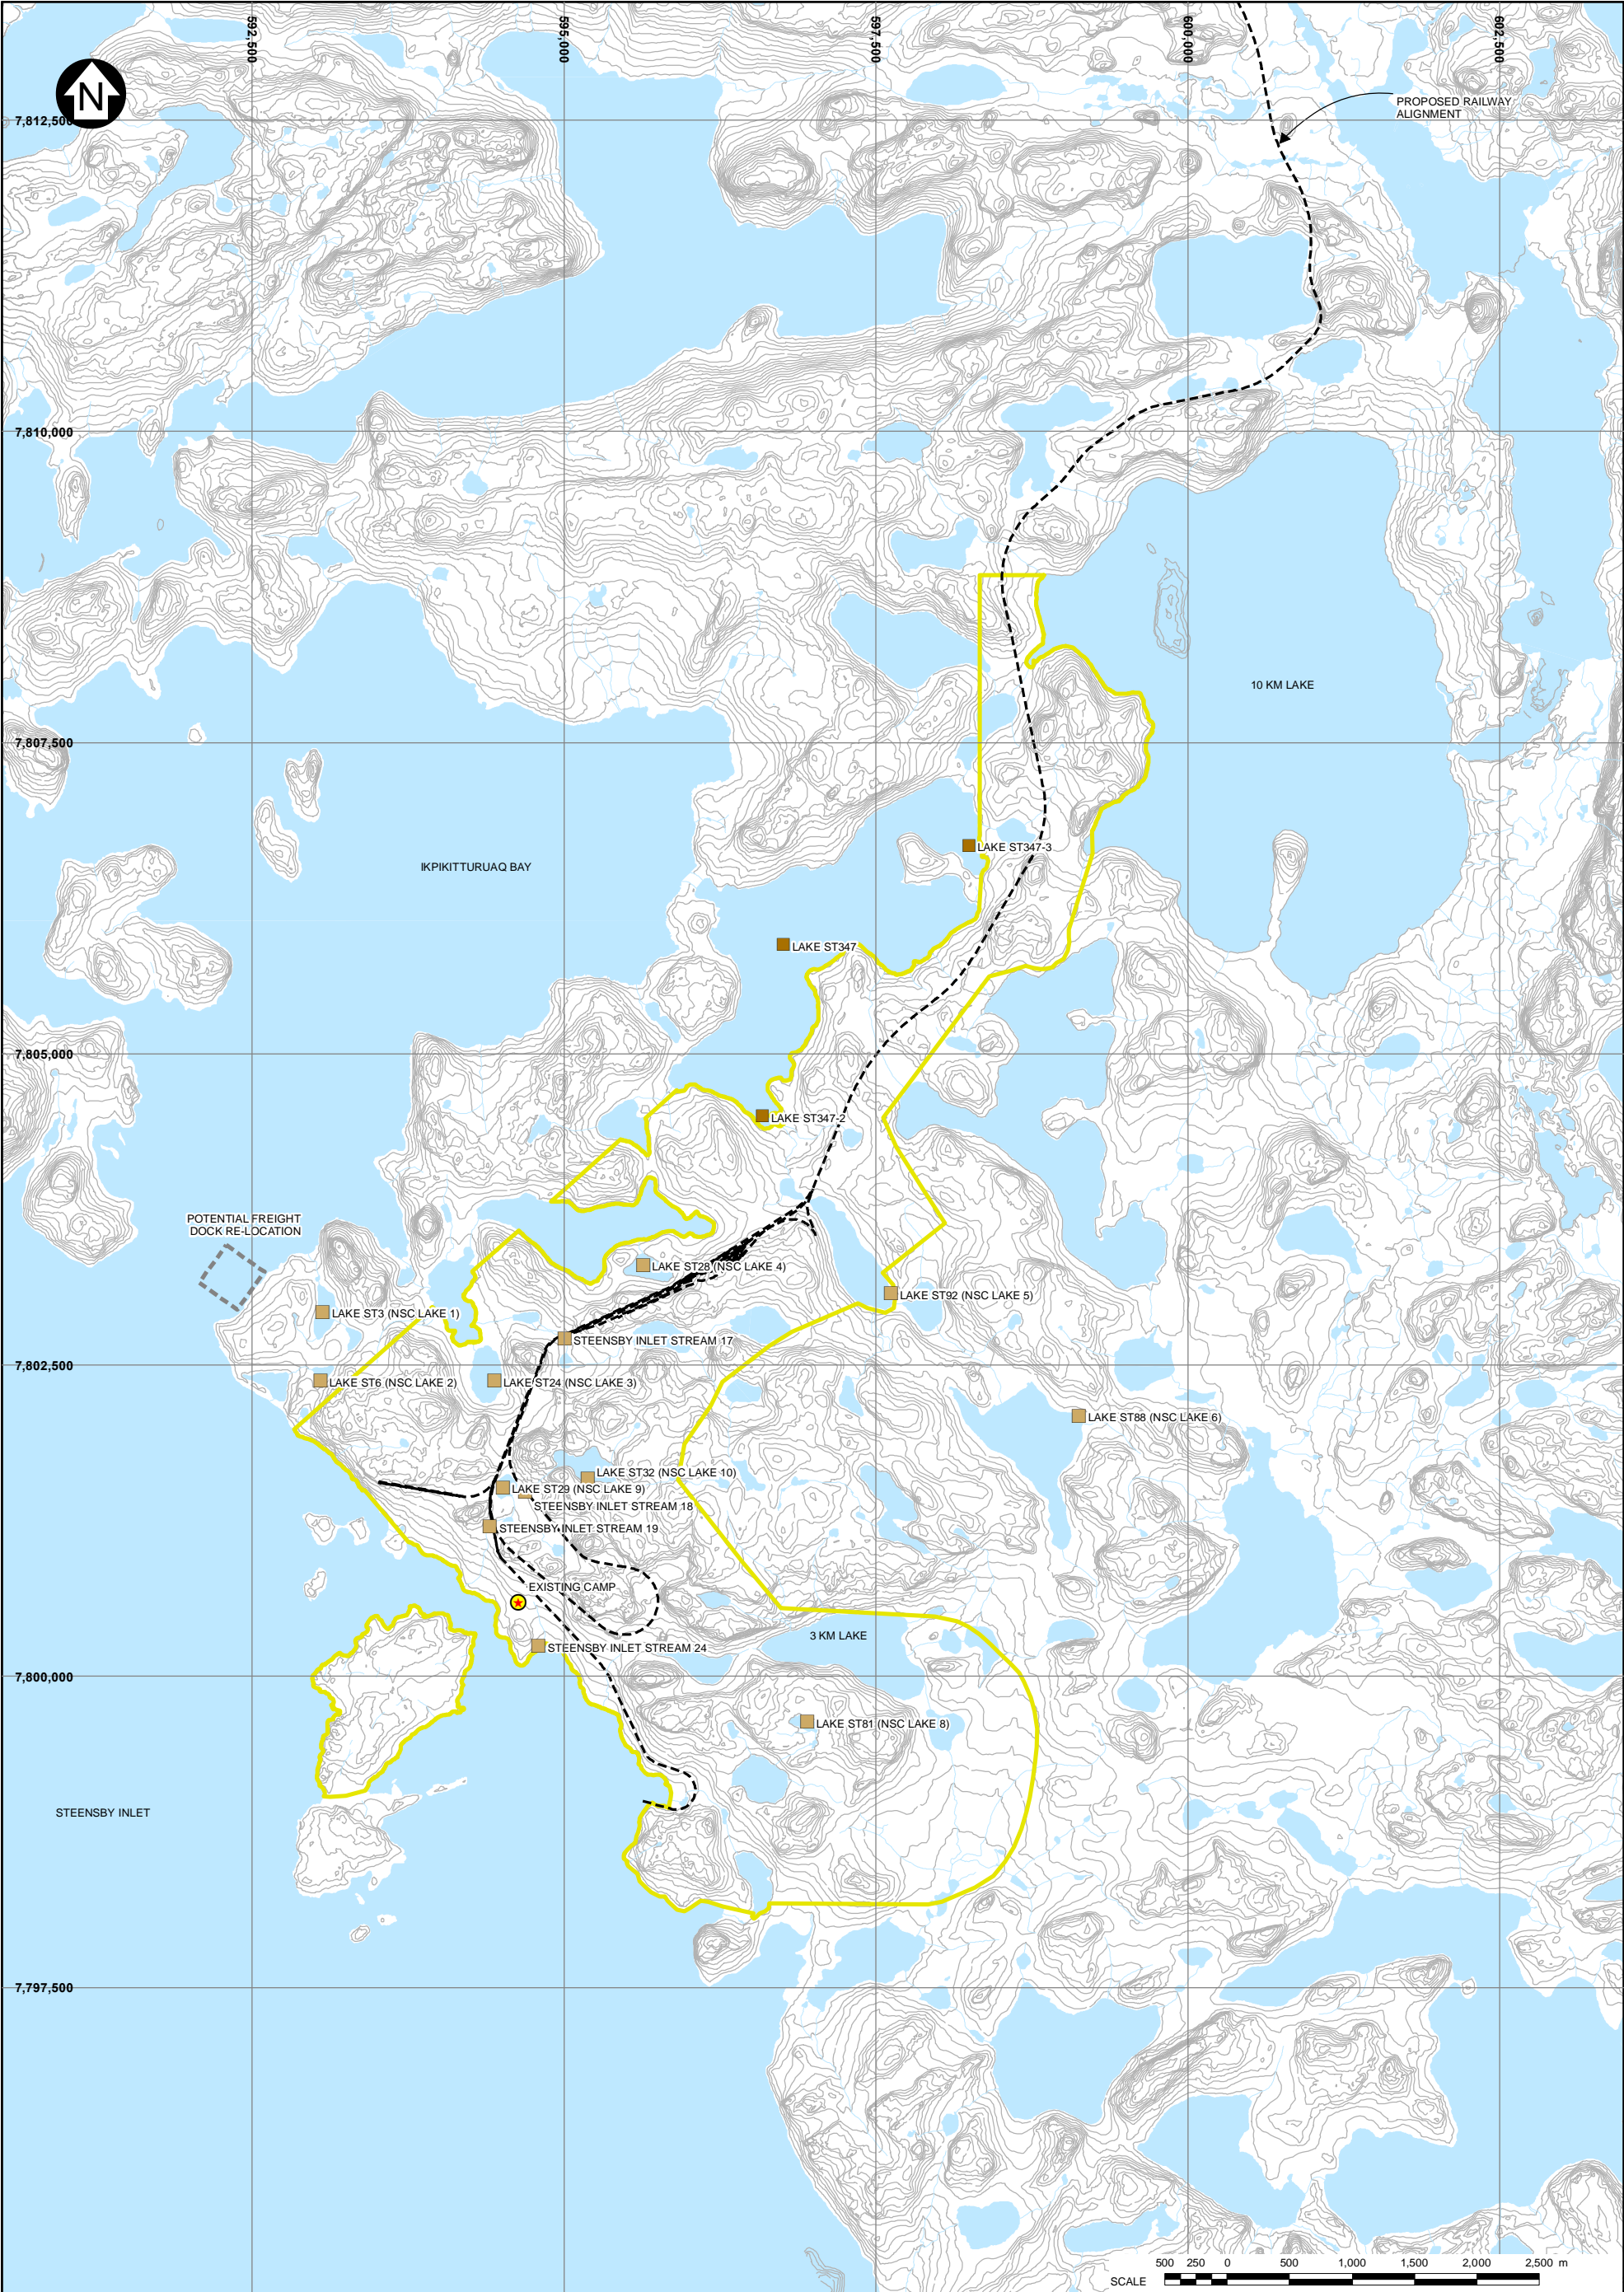 592,500
595,000
597,500
600,000
602,500
N
PROPOSED RAILWAY
ALIGNMENT
7,812,500
7,810,000
10 KM LAKE
7,807,500
LAKE ST347-3
IKPIKITTURUAQ BAY
LAKE ST347
7,805,000
LAKE ST347-2
POTENTIAL FREIGHT
DOCK RE-LOCATION
LAKE ST28 (NSC LAKE 4)
LAKE ST92 (NSC LAKE 5)
LAKE ST3 (NSC LAKE 1)
STEENSBY INLET STREAM 17
7,802,500
LAKE ST6 (NSC LAKE 2)
LAKE ST24 (NSC LAKE 3)
LAKE ST88 (NSC LAKE 6)
LAKE ST32 (NSC LAKE 10)
LAKE ST29 (NSC LAKE 9)
STEENSBY INLET STREAM 18
STEENSBY INLET STREAM 19
EXISTING CAMP
3 KM LAKE
STEENSBY INLET STREAM 24
7,800,000
LAKE ST81 (NSC LAKE 8)
STEENSBY INLET
7,797,500
500 250 0 500 1,000 1,500 2,000 2,500 m
SCALE